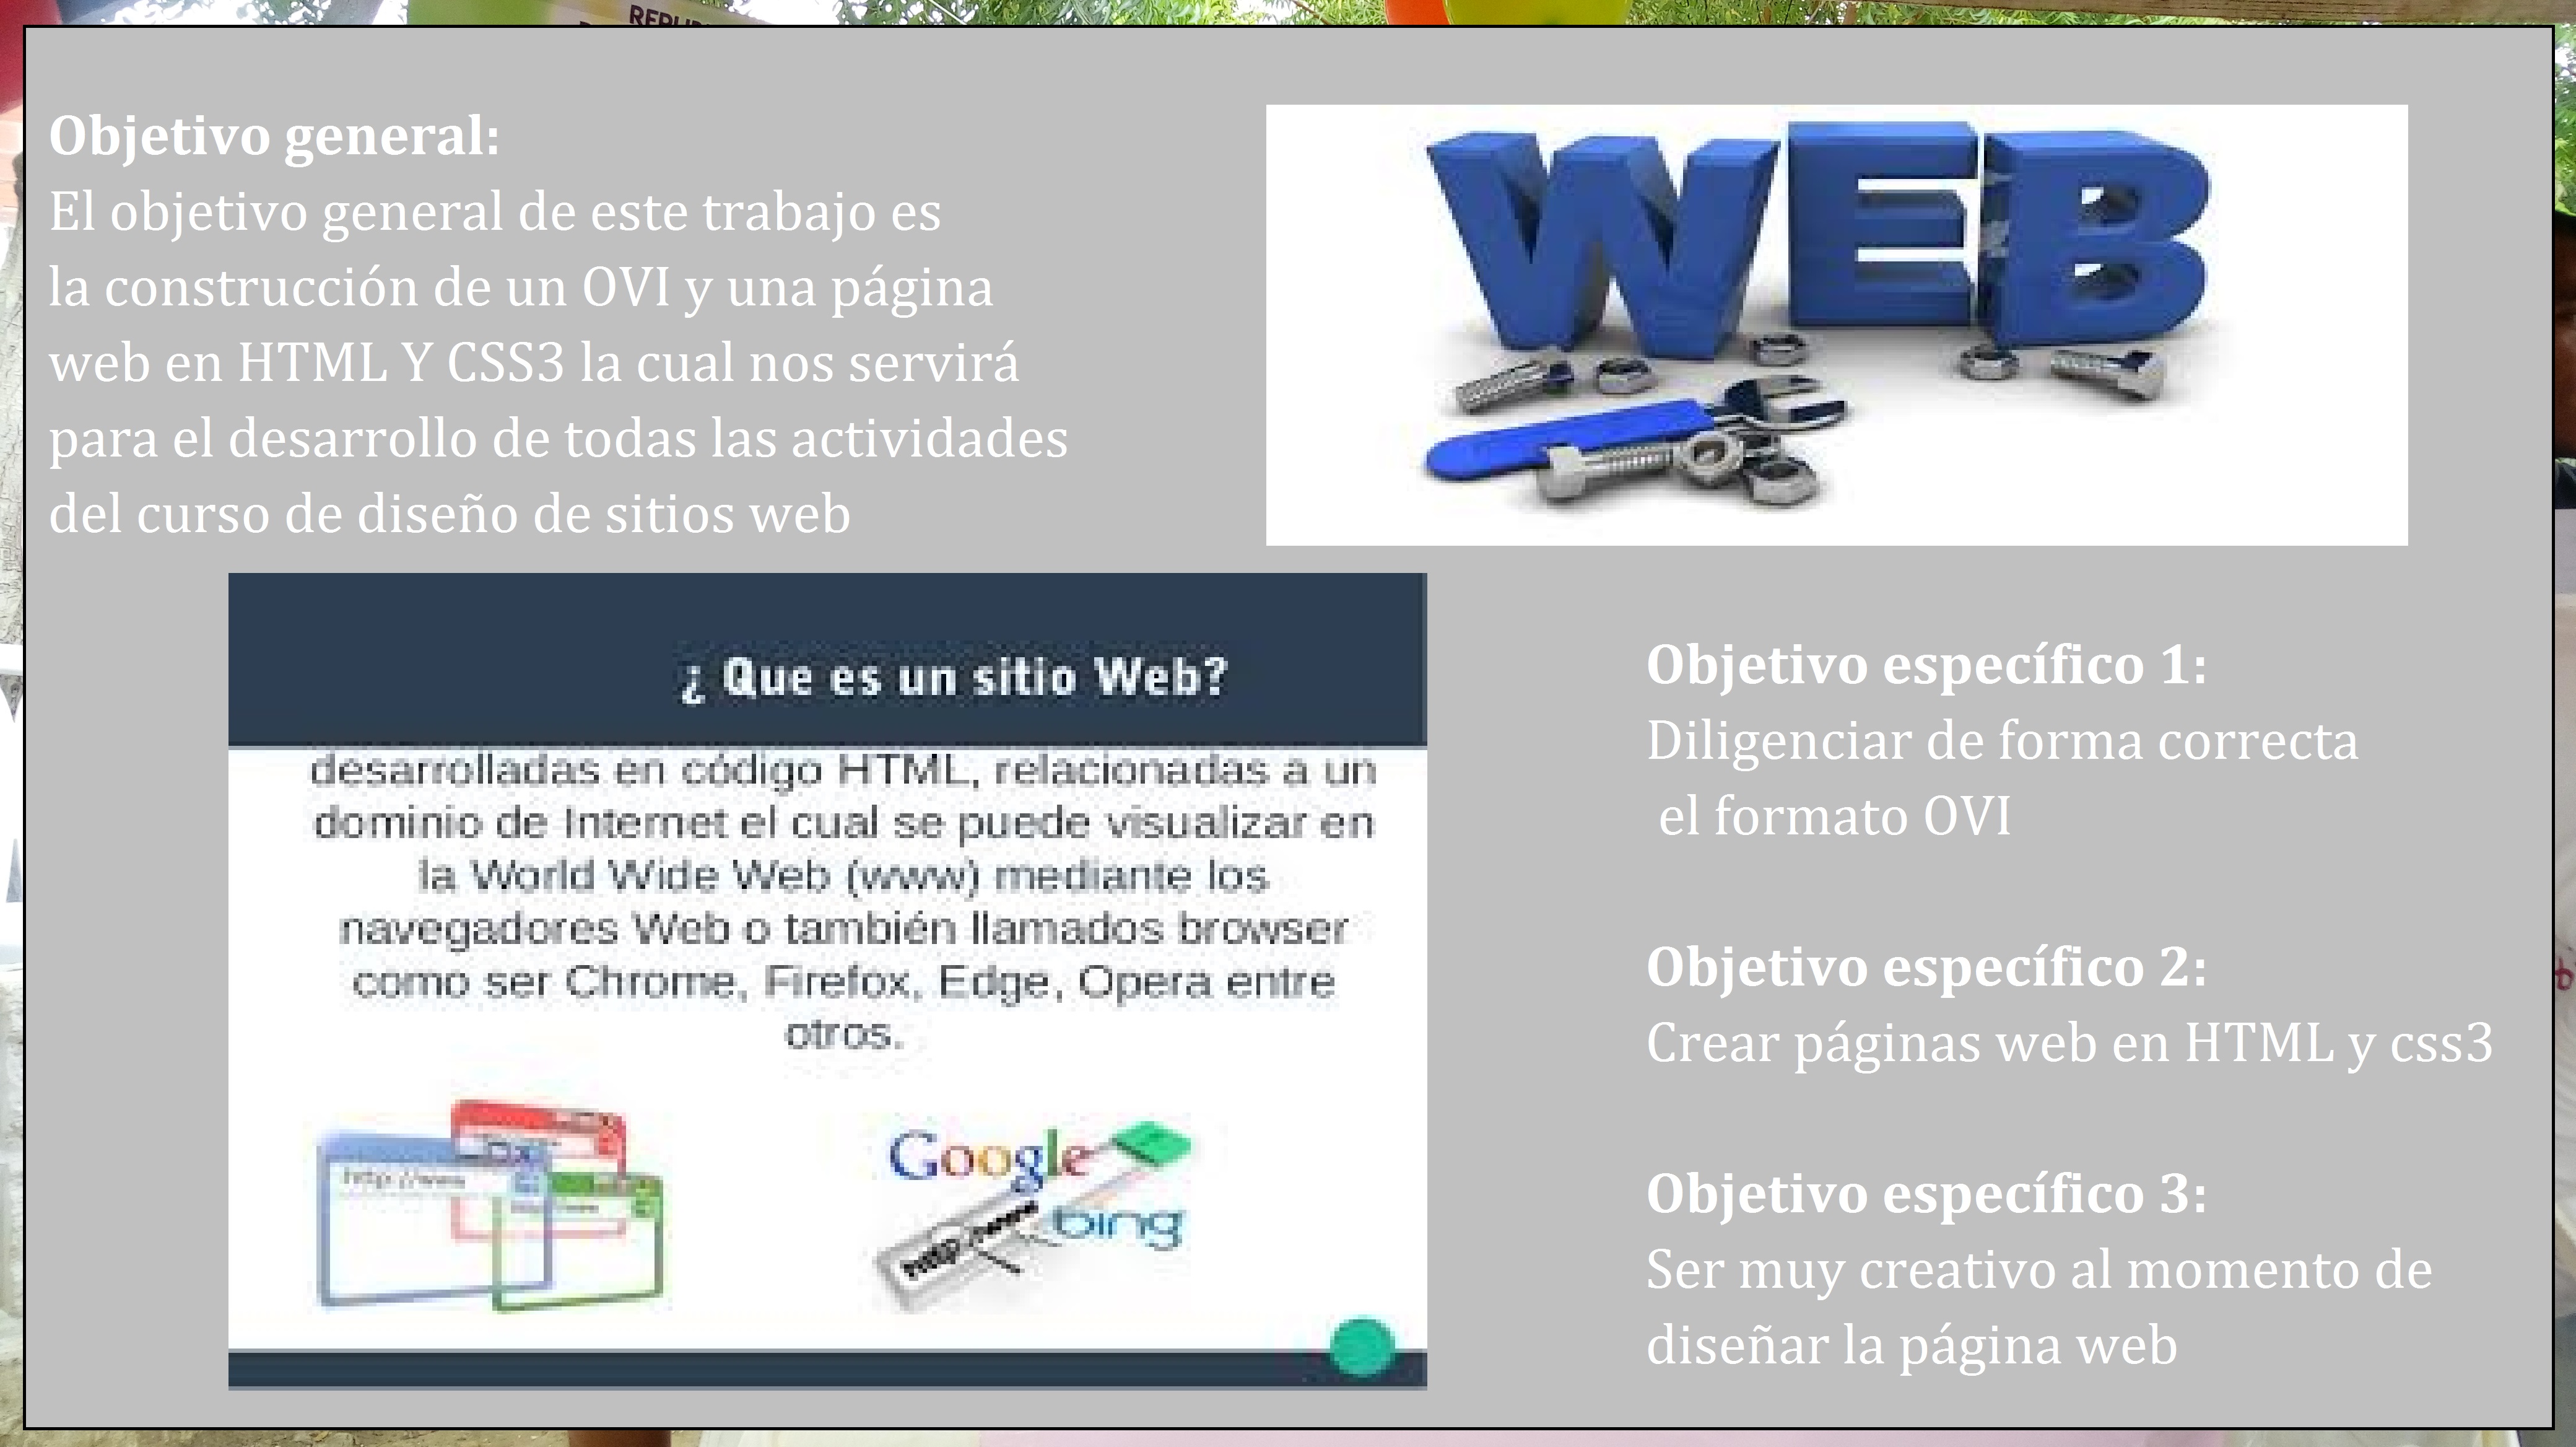 REPU
Objetivo general:
El objetivo general de este trabajo es
la construcción de un OVI y una página
web en HTML Y CSS3 la cual nos servirá
para el desarrollo de todas las actividades
del curso de diseño de sitios web
WEB
¿ Que es un sitio Web?
desarrolladas en código HTML, relacionadas a un
dominio de Internet el cual se puede visualizar en
la World Wide Web (www) mediante los
navegadores Web o también llamados browser
como ser Chrome, Firefox, Edge, Opera entre
otros.
http://www
Google
http://www
bing
Objetivo específico 1:
Diligenciar de forma correcta
el formato OVI
Objetivo específico 2:
Crear páginas web en HTML y css3
Objetivo específico 3:
Ser muy creativo al momento de
diseñar la página web